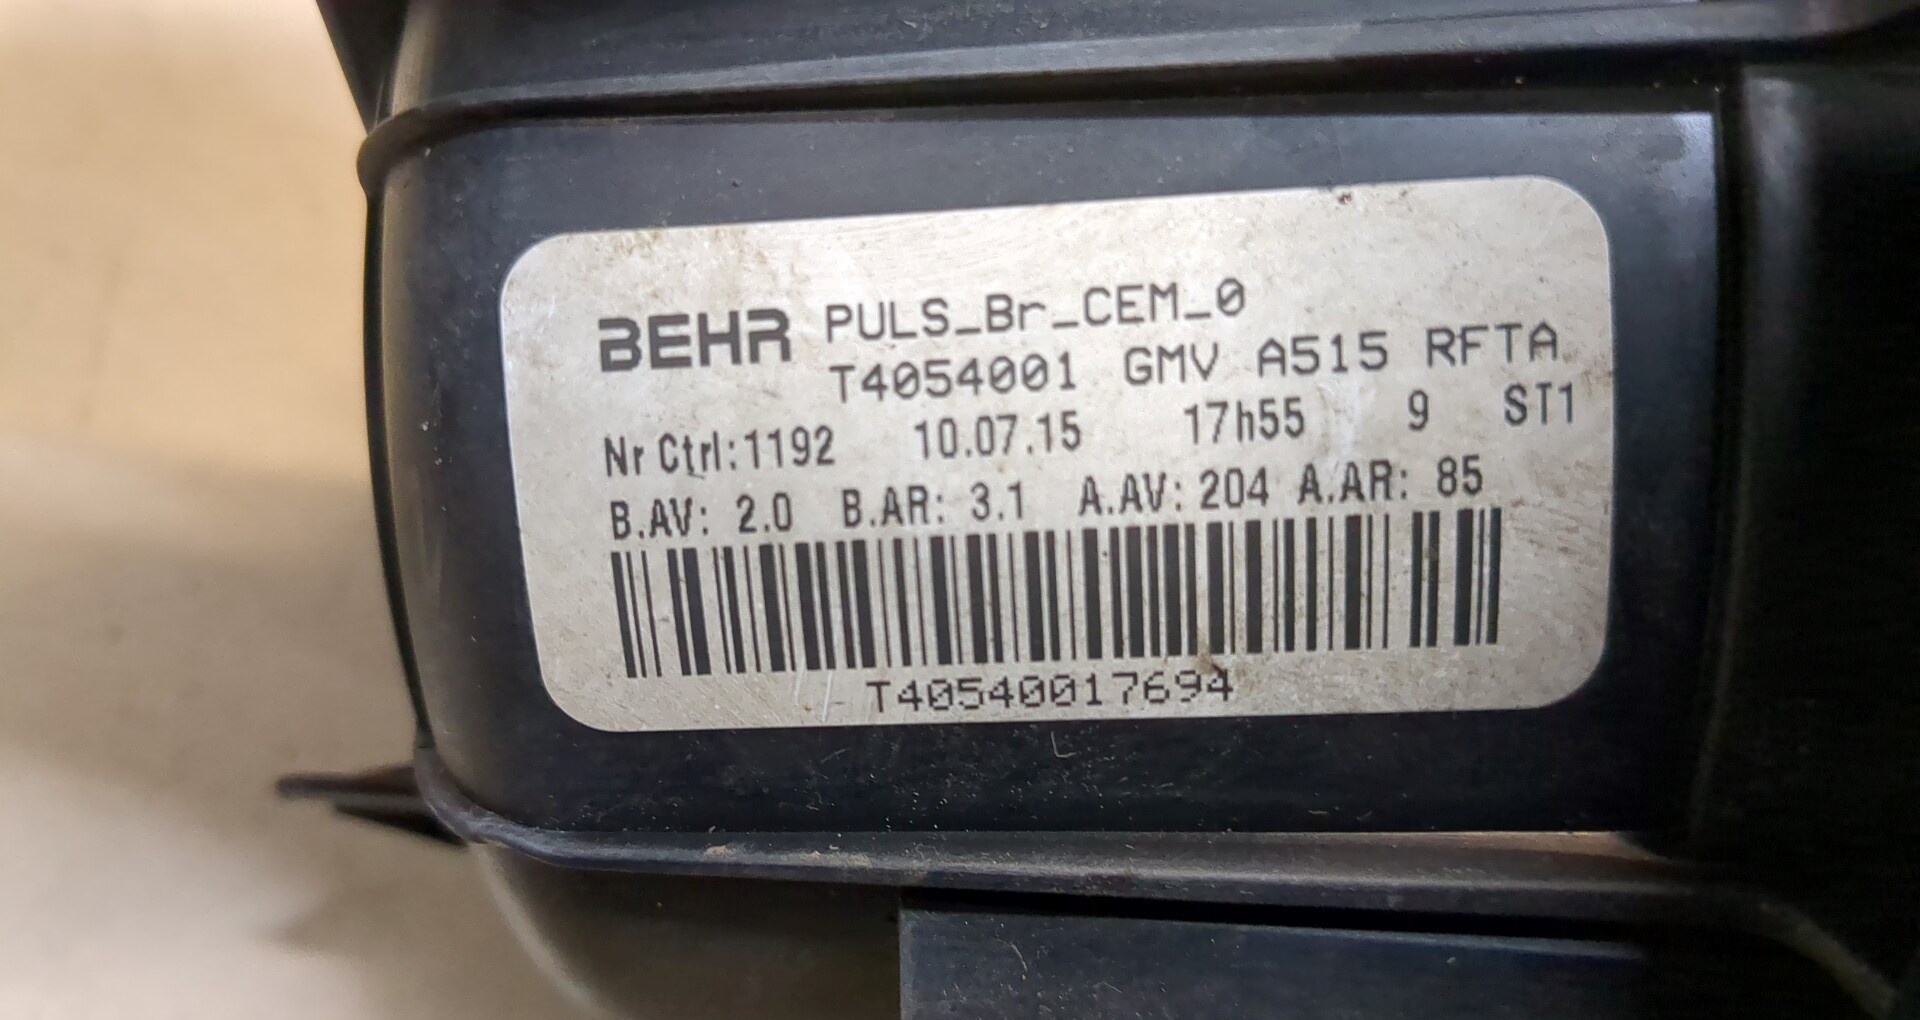 BEHR PULS_Br_CEM_0
T4054001 GMV A515 RFTA
Nr Ctrl:1192 10.07.15 17h55 9 ST1
B.AV: 2.0 B.AR: 3.1 A.AV: 204 A.AR: 85
T40540017694